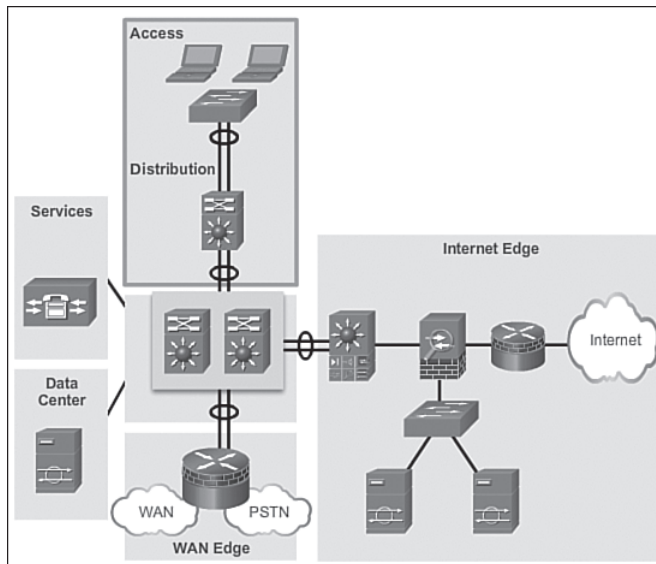 Access
Distribution
Services
Internet Edge
Internet
Data
Center
WAN
PSTN
WAN Edge